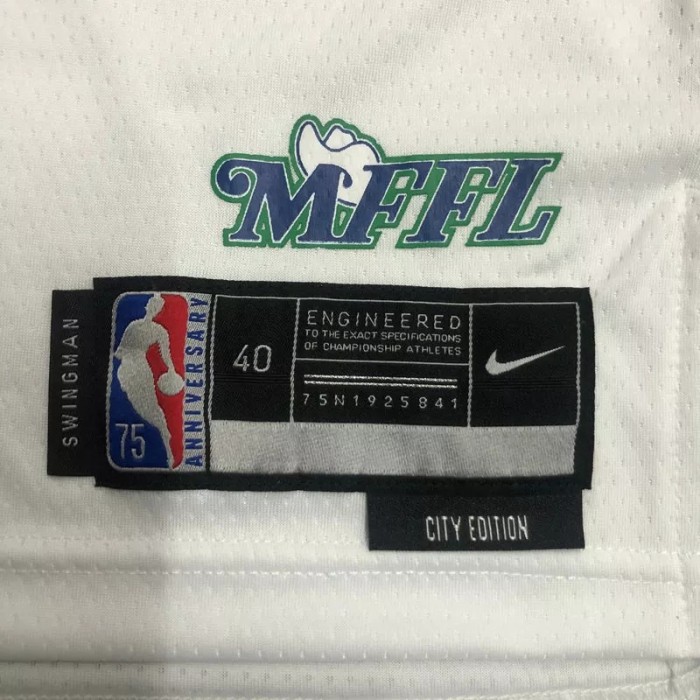 MFFL
SWINGMAN
75
ANNIVERSARY
40
ENGINEERED
TO THE EXACT SPECIFICATIONS
OF CHAMPIONSHIP ATHLETES
75N1925841
CITY EDITION